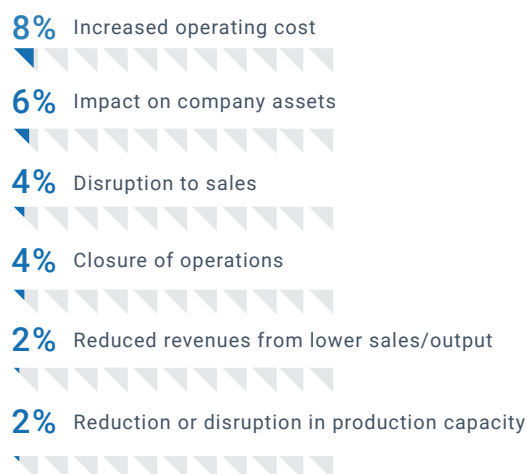 8% Increased operating cost
6% Impact on company assets
4% Disruption to sales
4% Closure of operations
2% Reduced revenues from lower sales/output
2% Reduction or disruption in production capacity